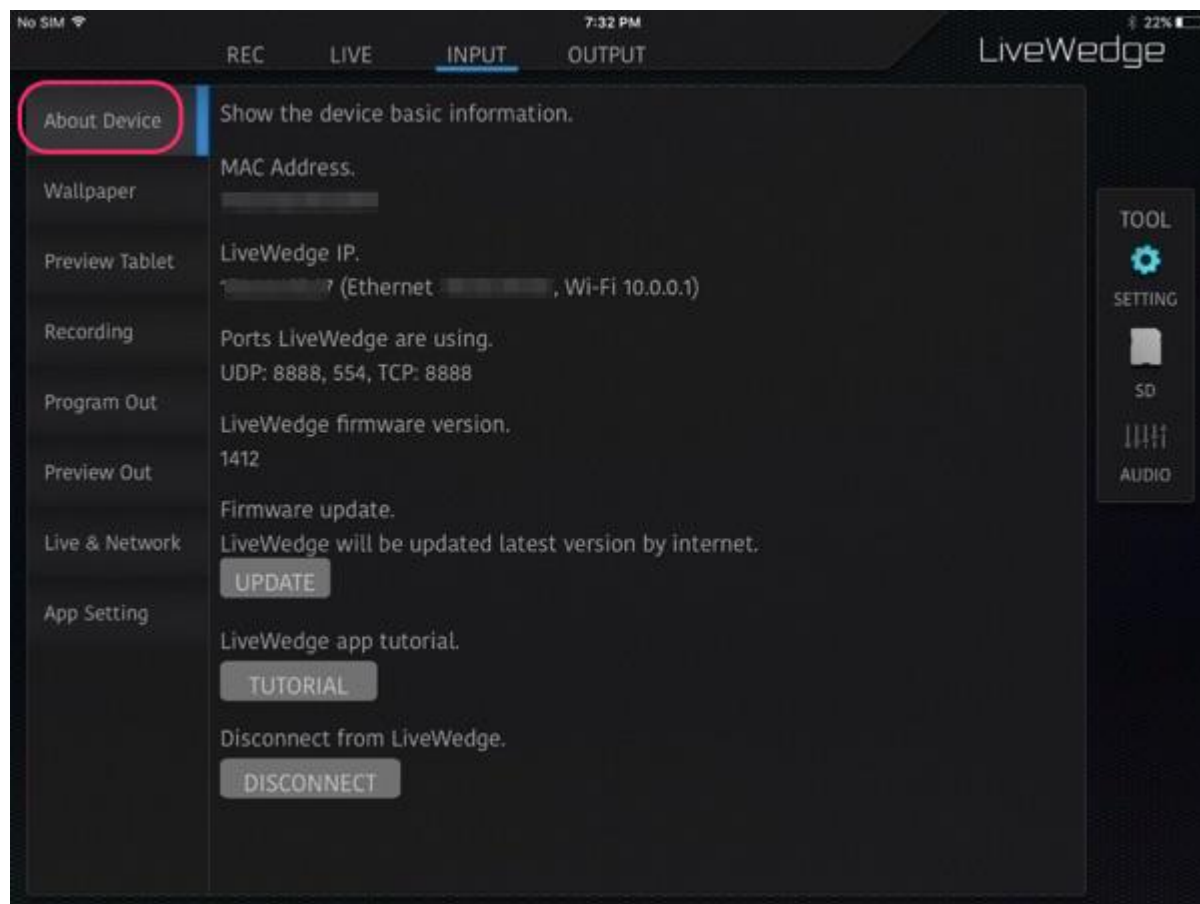 No SIM
7:32 PM
22%
REC LIVE INPUT OUTPUT
LiveWedge
About Device
Wallpaper
Preview Tablet
Recording
Program Out
Preview Out
Live & Network
App Setting
Show the device basic information.
MAC Address.
LiveWedge IP.
7 (Ethernet , Wi-Fi 10.0.0.1)
Ports LiveWedge are using.
UDP: 8888, 554, TCP: 8888
LiveWedge firmware version.
1412
Firmware update.
LiveWedge will be updated latest version by internet.
UPDATE
LiveWedge app tutorial.
TUTORIAL
Disconnect from LiveWedge.
DISCONNECT
TOOL
SETTING
SD
AUDIO